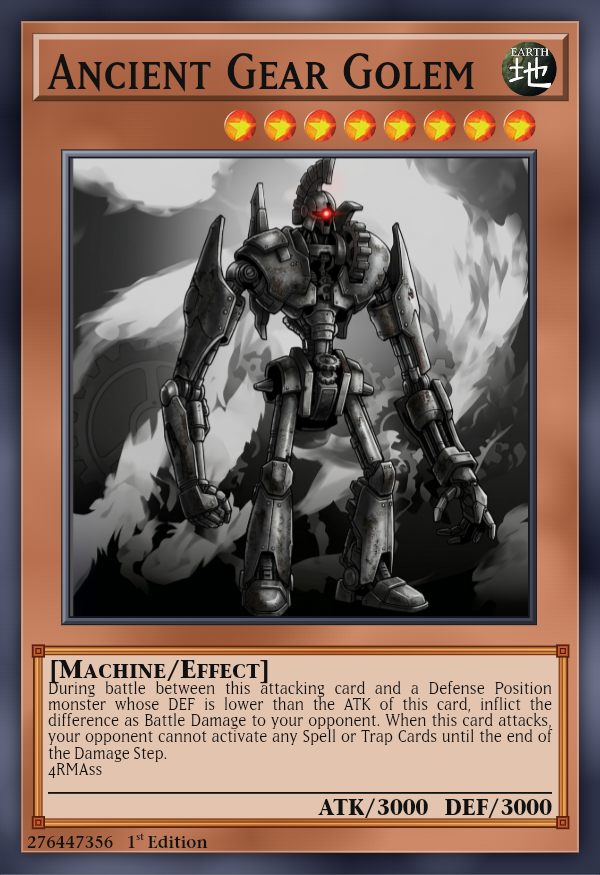 Ancient Gear Golem
EARTH
地
[Machine/Effect]
During battle between this attacking card and a Defense Position
monster whose DEF is lower than the ATK of this card, inflict the
difference as Battle Damage to your opponent. When this card attacks,
your opponent cannot activate any Spell or Trap Cards until the end of
the Damage Step.
4RMAss
ATK/3000 DEF/3000
276447356 1st Edition